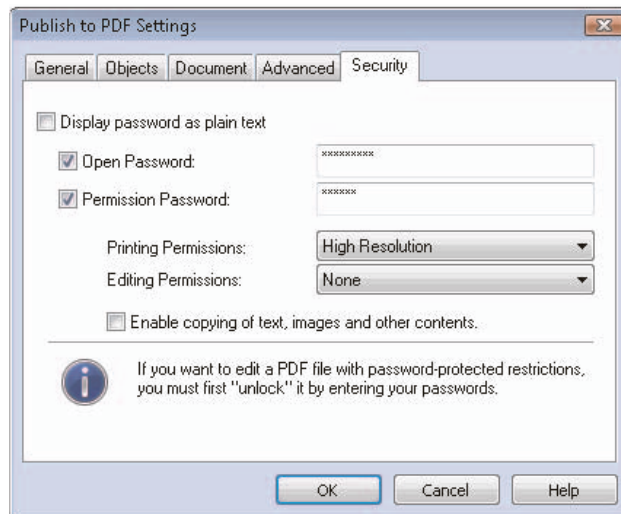 Publish to PDF Settings
General Objects Document Advanced Security
Display password as plain text
Open Password: *********
Permission Password: ******
Printing Permissions: High Resolution
Editing Permissions: None
Enable copying of text, images and other contents.
If you want to edit a PDF file with password-protected restrictions,
you must first "unlock" it by entering your passwords.
OK Cancel Help